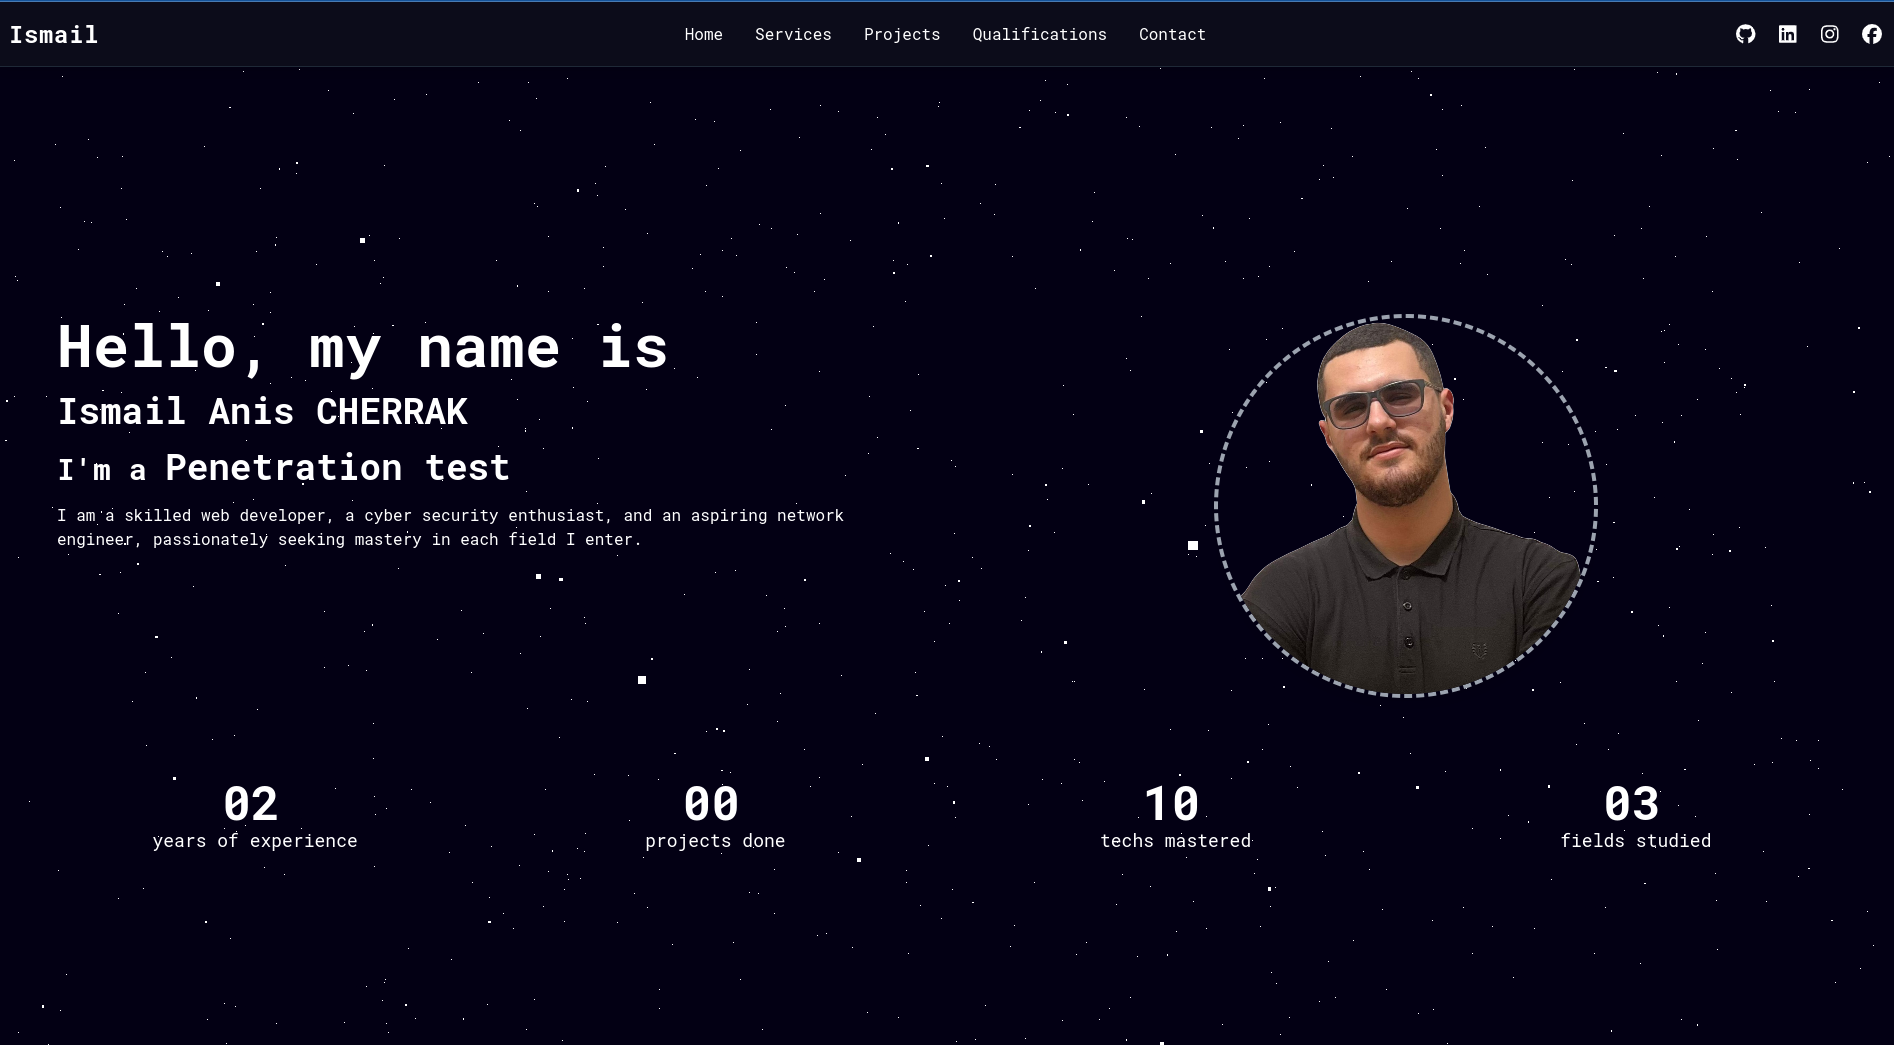 Ismail
Home Services Projects Qualifications Contact
Hello, my name is
Ismail Anis CHERRAK
I'm a Penetration test
I am a skilled web developer, a cyber security enthusiast, and an aspiring network
engineer, passionately seeking mastery in each field I enter.
02
years of experience
00
projects done
10
techs mastered
03
fields studied